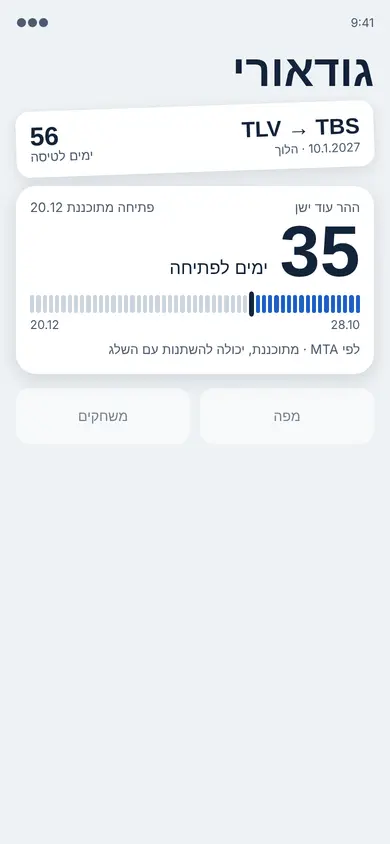 9:41
גודאורי
TLV → TBS
10.1.2027 · הלוך
56
ימים לטיסה
ההר עוד ישן
פתיחה מתוכננת 20.12
35 ימים לפתיחה
28.10
20.12
לפי MTA · מתוכננת, יכולה להשתנות עם השלג
מפה
משחקים